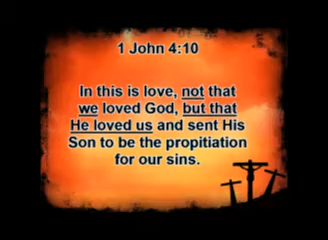 1 John 4:10
In this is love, not that
we loved God, but that
He loved us and sent His
Son to be the propitiation
for our sins.